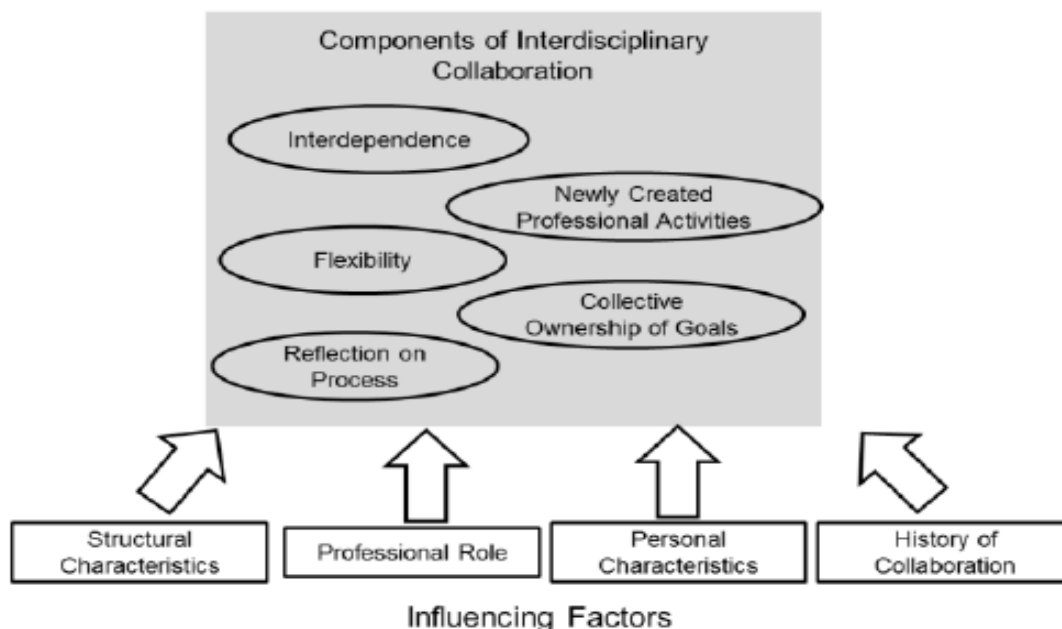 Components of Interdisciplinary
Collaboration
Interdependence
Newly Created
Professional Activities
Flexibility
Collective
Ownership of Goals
Reflection on
Process
Structural
Characteristics
Professional Role
Personal
Characteristics
History of
Collaboration
Influencing Factors